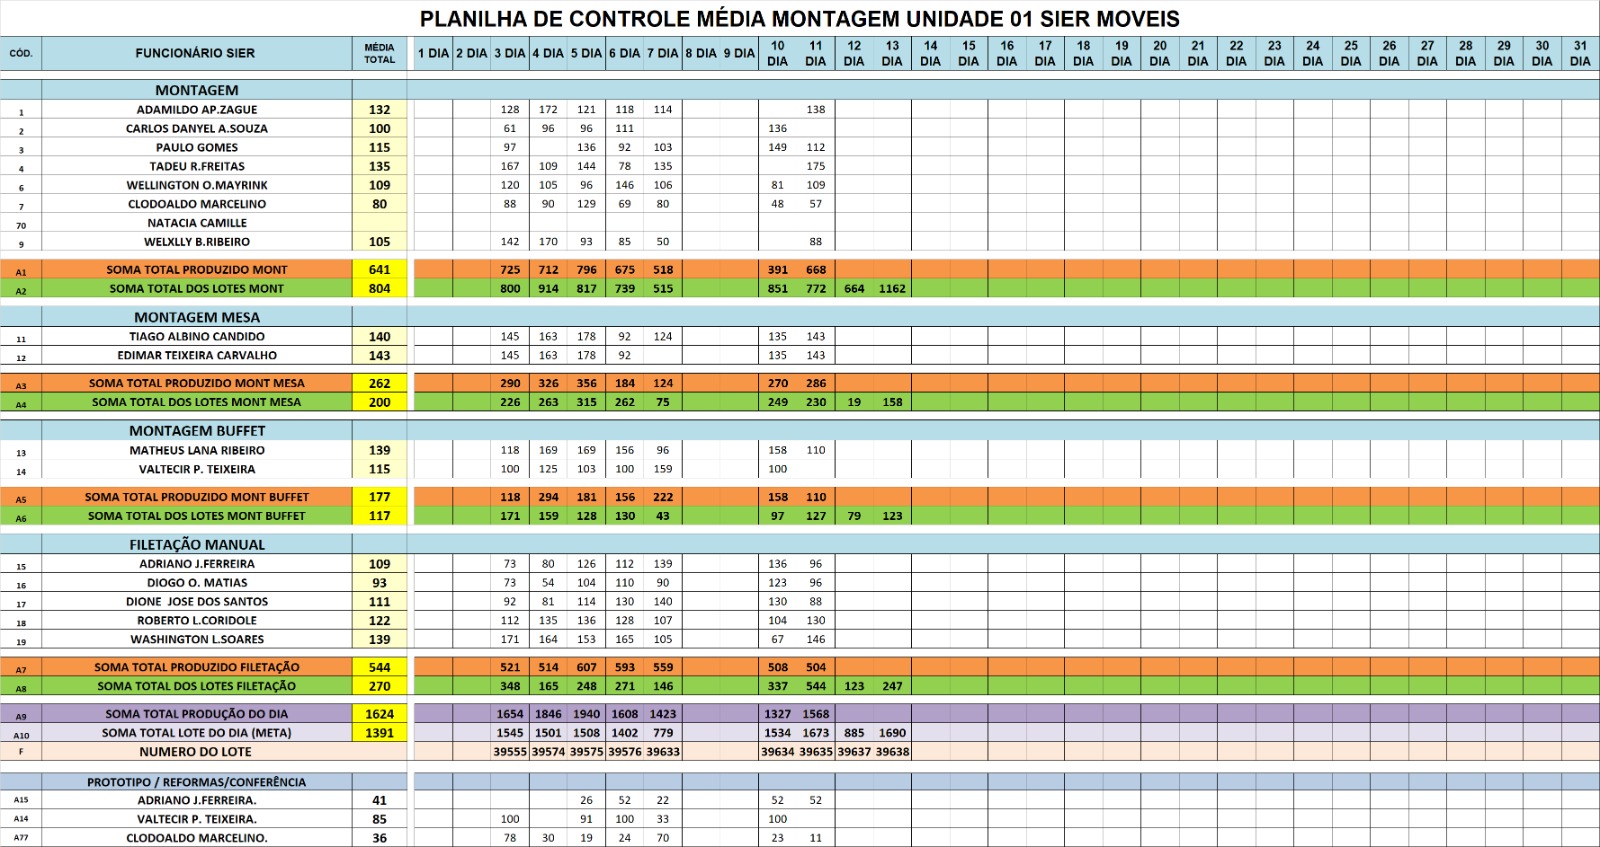 PLANILHA DE CONTROLE MÉDIA MONTAGEM UNIDADE 01 SIER MOVEIS
CÓD. FUNCIONÁRIO SIER MÉDIA TOTAL 1 DIA 2 DIA 3 DIA 4 DIA 5 DIA 6 DIA 7 DIA 8 DIA 9 DIA 10 DIA 11 DIA 12 DIA 13 DIA 14 DIA 15 DIA 16 DIA 17 DIA 18 DIA 19 DIA 20 DIA 21 DIA 22 DIA 23 DIA 24 DIA 25 DIA 26 DIA 27 DIA 28 DIA 29 DIA 30 DIA 31 DIA
MONTAGEM
1 ADAMILDO AP.ZAGUE 132 128 172 121 118 114 138
2 CARLOS DANYEL A.SOUZA 100 61 96 96 111 136
3 PAULO GOMES 115 97 136 92 103 149 112
4 TADEU R.FREITAS 135 167 109 144 78 135 175
6 WELLINGTON O.MAYRINK 109 120 105 96 146 106 81 109
7 CLODOALDO MARCELINO 80 88 90 129 69 80 48 57
70 NATACIA CAMILLE
9 WELXLLY B.RIBEIRO 105 142 170 93 85 50 88
A1 SOMA TOTAL PRODUZIDO MONT 641 725 712 796 675 518 391 668
A2 SOMA TOTAL DOS LOTES MONT 804 800 914 817 739 515 851 772 664 1162
MONTAGEM MESA
11 TIAGO ALBINO CANDIDO 140 145 163 178 92 124 135 143
12 EDIMAR TEIXEIRA CARVALHO 143 145 163 178 92 135 143
A3 SOMA TOTAL PRODUZIDO MONT MESA 262 290 326 356 184 124 270 286
A4 SOMA TOTAL DOS LOTES MONT MESA 200 226 263 315 262 75 249 230 19 158
MONTAGEM BUFFET
13 MATHEUS LANA RIBEIRO 139 118 169 169 156 96 158 110
14 VALTECIR P. TEIXEIRA 115 100 125 103 100 159 100
A5 SOMA TOTAL PRODUZIDO MONT BUFFET 177 118 294 181 156 222 158 110
A6 SOMA TOTAL DOS LOTES MONT BUFFET 117 171 159 128 130 43 97 127 79 123
FILETAÇÃO MANUAL
15 ADRIANO J.FERREIRA 109 73 80 126 112 139 136 96
16 DIOGO O. MATIAS 93 73 54 104 110 90 123 96
17 DIONE JOSE DOS SANTOS 111 92 81 114 130 140 130 88
18 ROBERTO L.CORIDOLE 122 112 135 136 128 107 104 130
19 WASHINGTON L.SOARES 139 171 164 153 165 105 67 146
A7 SOMA TOTAL PRODUZIDO FILETAÇÃO 544 521 514 607 593 559 508 504
A8 SOMA TOTAL DOS LOTES FILETAÇÃO 270 348 165 248 271 146 337 544 123 247
A9 SOMA TOTAL PRODUÇÃO DO DIA 1624 1654 1846 1940 1608 1423 1327 1568
A10 SOMA TOTAL LOTE DO DIA (META) 1391 1545 1501 1508 1402 779 1534 1673 885 1690
F NUMERO DO LOTE 39555 39574 39575 39576 39633 39634 39635 39637 39638
PROTOTIPO / REFORMAS/CONFERÊNCIA
A15 ADRIANO J.FERREIRA. 41 26 52 22 52 52
A14 VALTECIR P. TEIXEIRA. 85 100 91 100 33 100
A77 CLODOALDO MARCELINO. 36 78 30 19 24 70 23 11